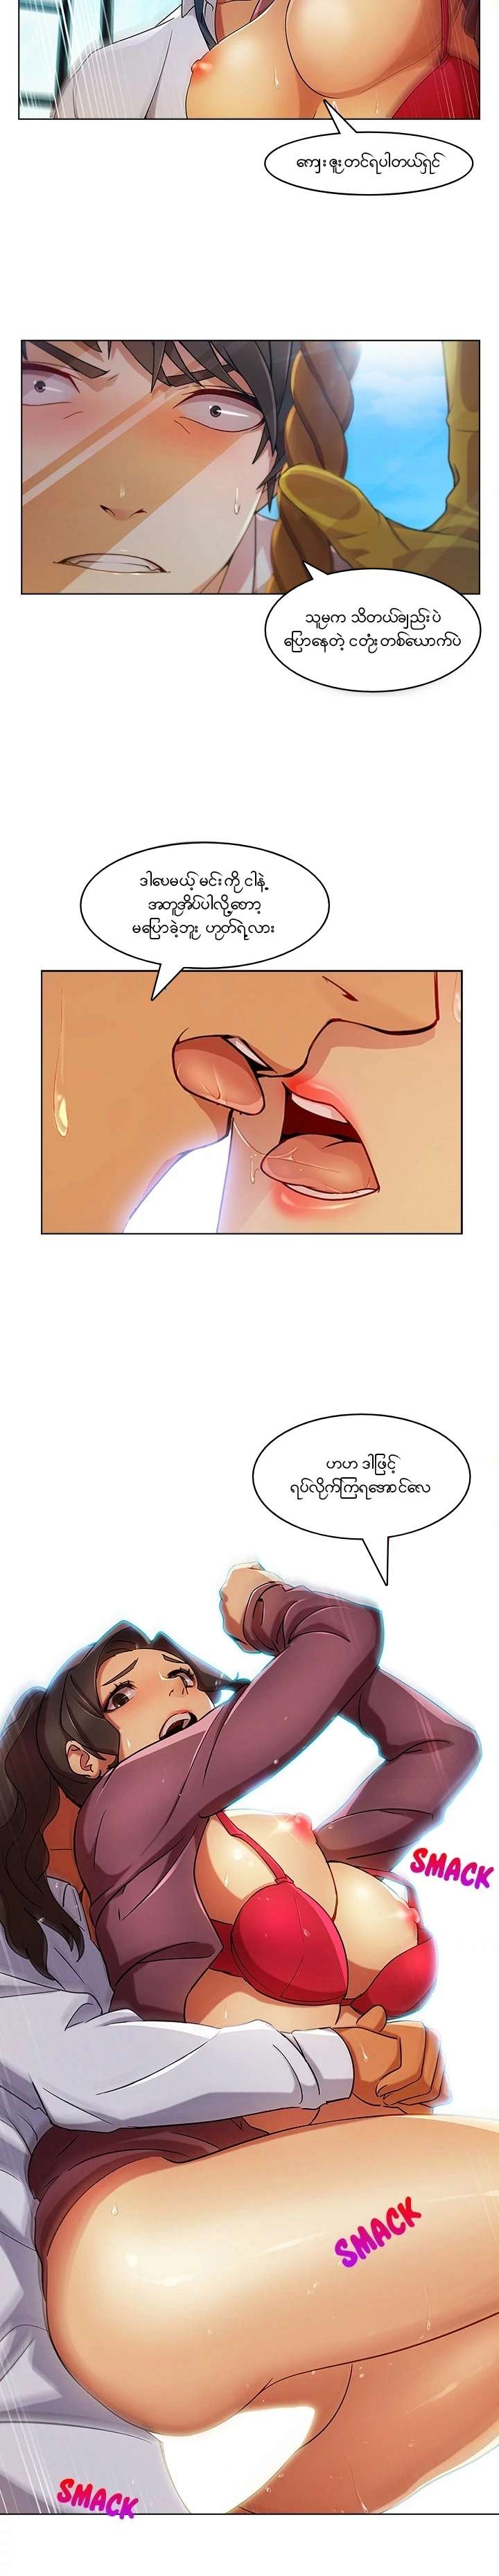 ကျေးဇူးတင်ရပါတယ်ရှင်
သူမက သိတယ်ချည်းပဲ
ပြောနေတဲ့ ငတုံးတစ်ယောက်ပဲ
ဒါပေမယ့် မင်းကို ငါနဲ့
အတူအိပ်ပါလို့တော့
မပြောခဲ့ဘူး ဟုတ်ရဲ့လား
ဟဟ ဒါဖြင့်
ရပ်လိုက်ကြရအောင်လေ
SMACK
SMACK
SMACK